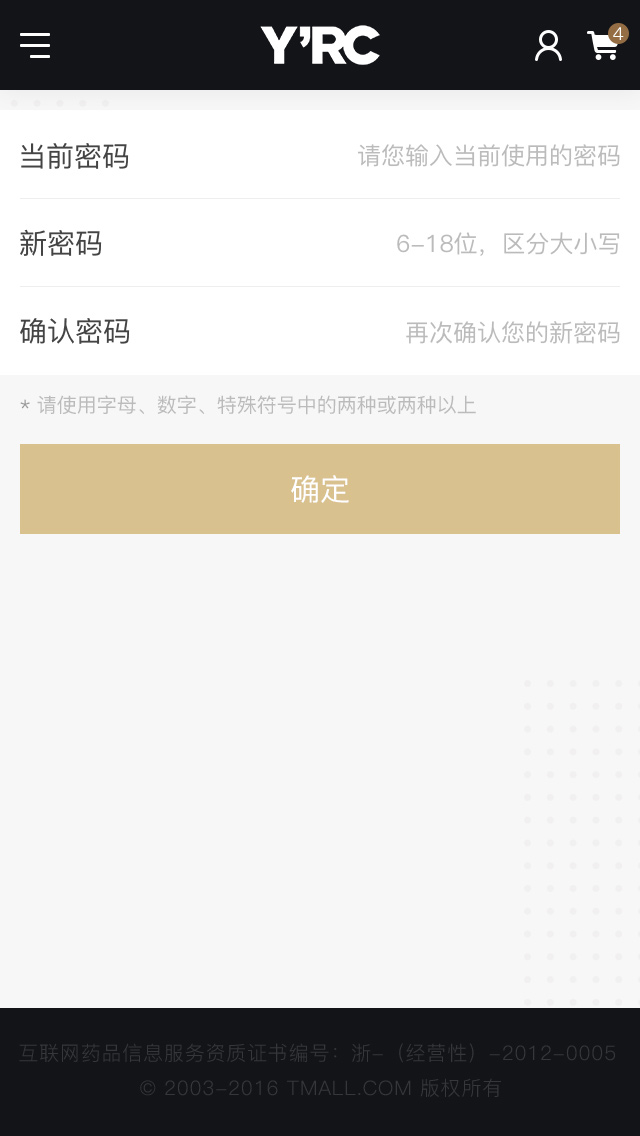 Y'RC
4
当前密码 请您输入当前使用的密码
新密码 6-18位，区分大小写
确认密码 再次确认您的新密码
* 请使用字母、数字、特殊符号中的两种或两种以上
确定
互联网药品信息服务资质证书编号：浙-（经营性）-2012-0005
© 2003-2016 TMALL.COM 版权所有